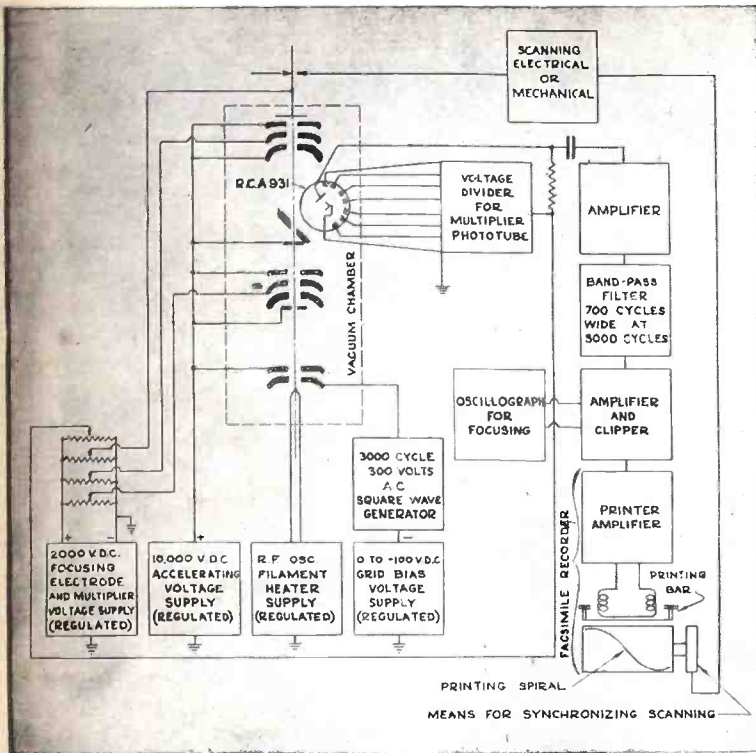 SCANNING
ELECTRICAL
OR
MECHANICAL
R.C.A 931
VOLTAGE
DIVIDER
FOR
MULTIPLIER
PHOTOTUBE
AMPLIFIER
VACUUM CHAMBER
BAND-PASS
FILTER
700 CYCLES
WIDE AT
3000 CYCLES
OSCILLOGRAPH
FOR
FOCUSING
AMPLIFIER
AND
CLIPPER
3000 CYCLE
300 VOLTS
A C
SQUARE WAVE
GENERATOR
PRINTER
AMPLIFIER
+ -
2000 V.D.C.
FOCUSING
ELECTRODE
AND MULTIPLIER
VOLTAGE SUPPLY
(REGULATED)
+
10,000 V.D.C
ACCELERATING
VOLTAGE
SUPPLY
(REGULATED)
R.F. OSC.
FILAMENT
HEATER
SUPPLY
(REGULATED)
-
0 TO -100 V.D.C
GRID BIAS
VOLTAGE
SUPPLY
(REGULATED)
FACSIMILE RECORDER
PRINTING
BAR
PRINTING SPIRAL
MEANS FOR SYNCHRONIZING SCANNING